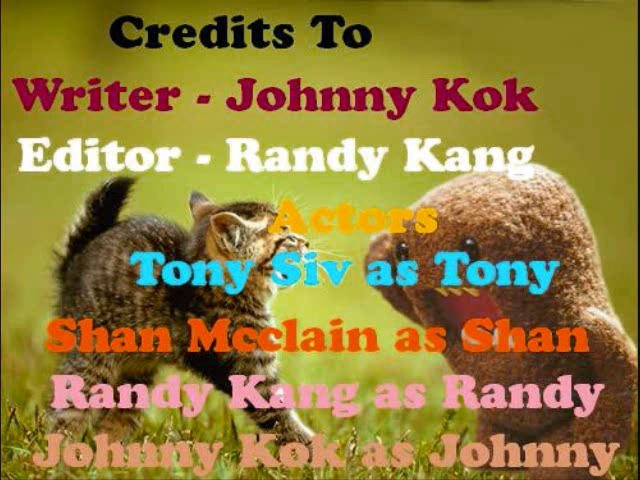 Credits To
Writer - Johnny Kok
Editor - Randy Kang
Actors
Tony Siv as Tony
Shan Mcclain as Shan
Randy Kang as Randy
Johnny Kok as Johnny